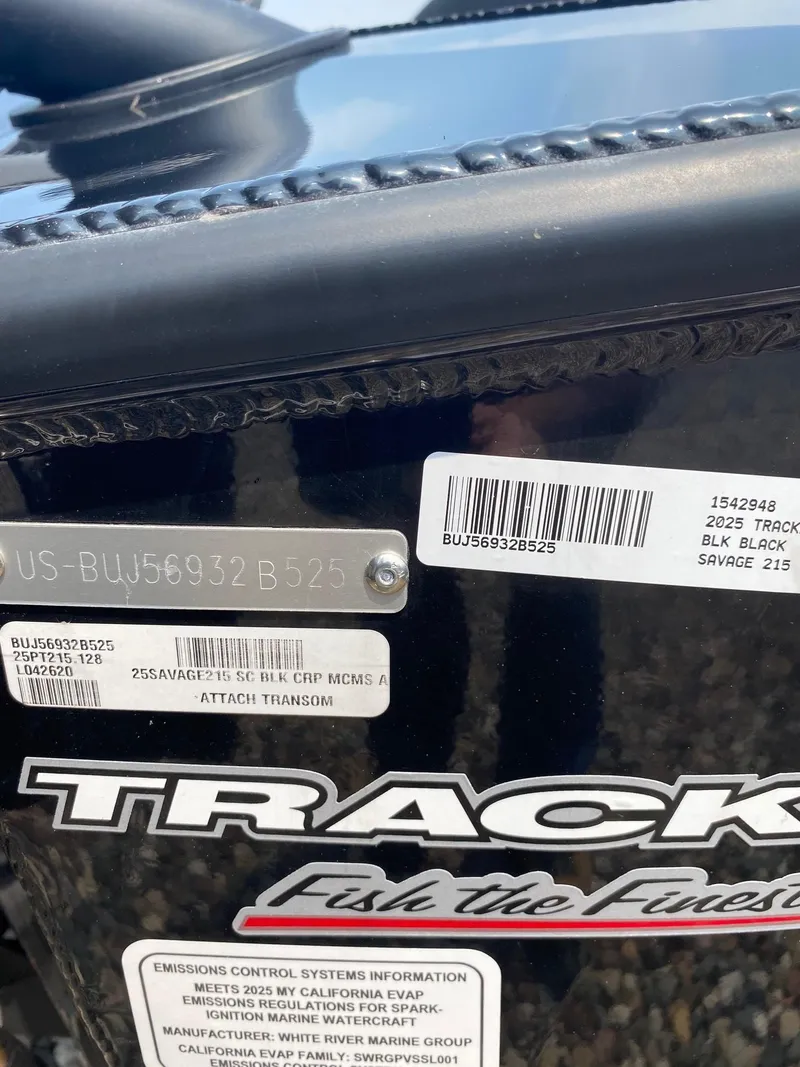 BUJ56932B525
1542948
2025 TRACK
BLK BLACK
SAVAGE 215
US-BUJ56932B525
BUJ56932B525
25PT215.128
L042620
25SAVAGE215 SC BLK CRP MCMS A
ATTACH TRANSOM
TRACK
Fish the Finest
EMISSIONS CONTROL SYSTEMS INFORMATION
MEETS 2025 MY CALIFORNIA EVAP
EMISSIONS REGULATIONS FOR SPARK-
IGNITION MARINE WATERCRAFT
MANUFACTURER: WHITE RIVER MARINE GROUP
CALIFORNIA EVAP FAMILY: SWRGPVSSL001